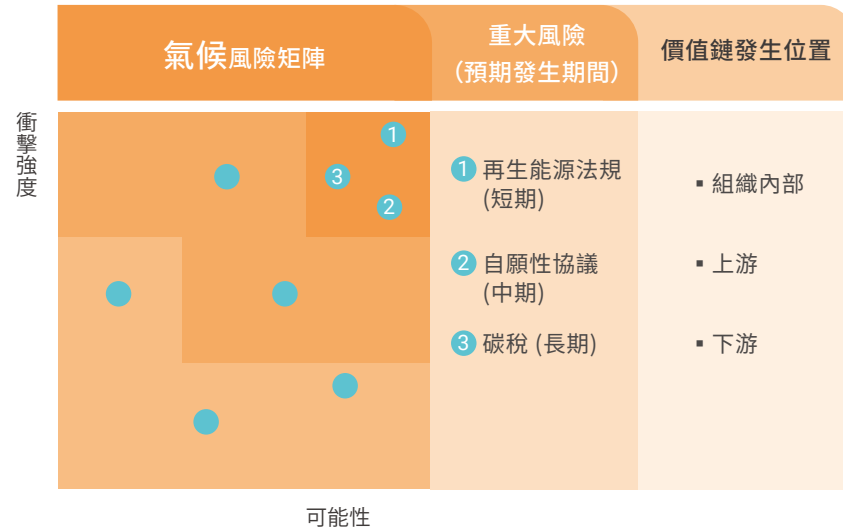 氣候風險矩陣
重大風險
(預期發生期間)
價值鏈發生位置
衝擊強度
1
3
2
1 再生能源法規
(短期)
2 自願性協議
(中期)
3 碳稅 (長期)
▪ 組織內部
▪ 上游
▪ 下游
可能性